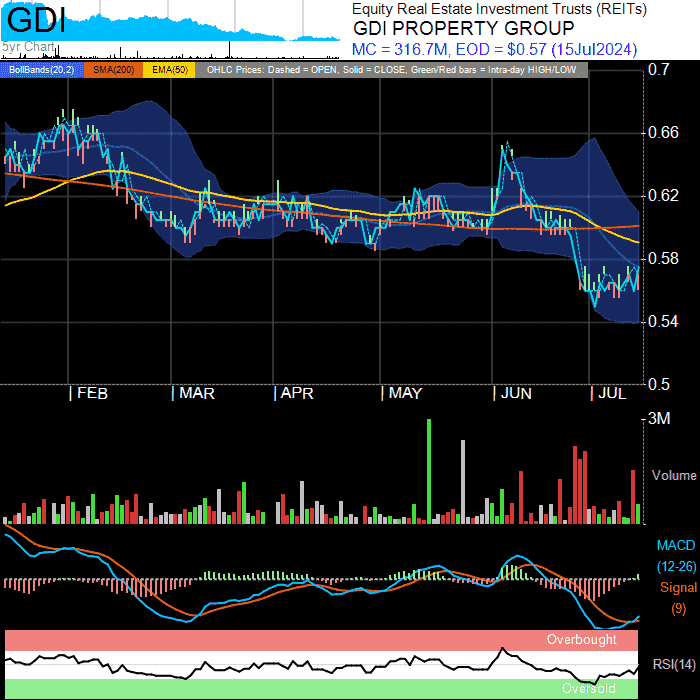 GDI
5yr Chart
Equity Real Estate Investment Trusts (REITs)
GDI PROPERTY GROUP
MC = 316.7M, EOD = $0.57 (15Jul2024)
BollBands(20,2) SMA(200) EMA(50) OHLC Prices: Dashed = OPEN, Solid = CLOSE, Green/Red bars = Intra-day HIGH/LOW
0.7
0.66
0.62
0.58
0.54
0.5
| FEB | MAR | APR | MAY | JUN | JUL
3M
Volume
MACD
(12-26)
Signal
(9)
Overbought
RSI(14)
Oversold